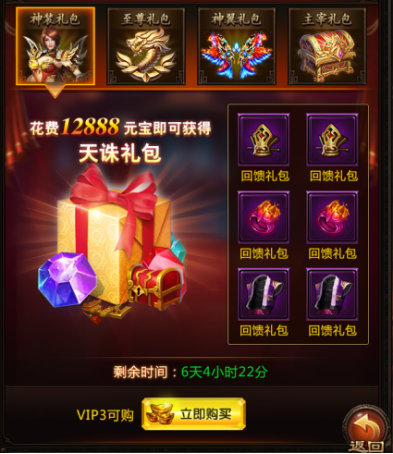 神装礼包 至尊礼包 神翼礼包 主宰礼包
花费12888元宝即可获得
天诛礼包
回馈礼包 回馈礼包
回馈礼包 回馈礼包
回馈礼包 回馈礼包
剩余时间：6天4小时22分
VIP3可购 立即购买
返回